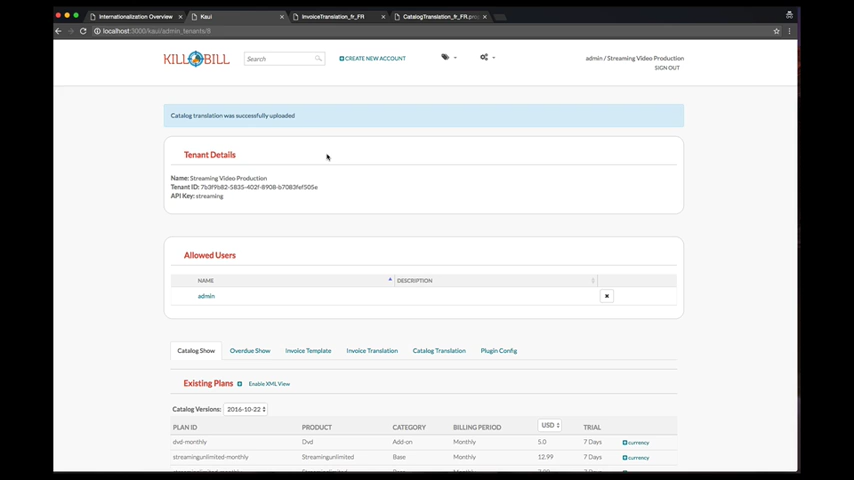 Internationalization Overview
Kaui
InvoiceTranslation_fr_FR
CatalogTranslation_fr_FR.pro
localhost:3000/kaui/admin_tenants/8
KILL BILL
Search
CREATE NEW ACCOUNT
admin / Streaming Video Production
SIGN OUT
Catalog translation was successfully uploaded
Tenant Details
Name: Streaming Video Production
Tenant ID: 7b3f9b82-5835-402f-8908-b7083fef505e
API Key: streaming
Allowed Users
NAME DESCRIPTION
admin
Catalog Show Overdue Show Invoice Template Invoice Translation Catalog Translation Plugin Config
Existing Plans Enable XML View
Catalog Versions: 2016-10-22
PLAN ID PRODUCT CATEGORY BILLING PERIOD USD TRIAL
dvd-monthly Dvd Add-on Monthly 5.0 7 Days currency
streamingunlimited-monthly Streamingunlimited Base Monthly 12.99 7 Days currency